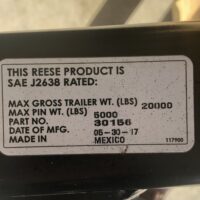 THIS REESE PRODUCT IS
SAE J2638 RATED:
MAX GROSS TRAILER WT. (LBS) 20000
MAX PIN WT. (LBS) 5000
PART NO. 30156
DATE OF MFG. 05-30-17
MADE IN MEXICO
117900